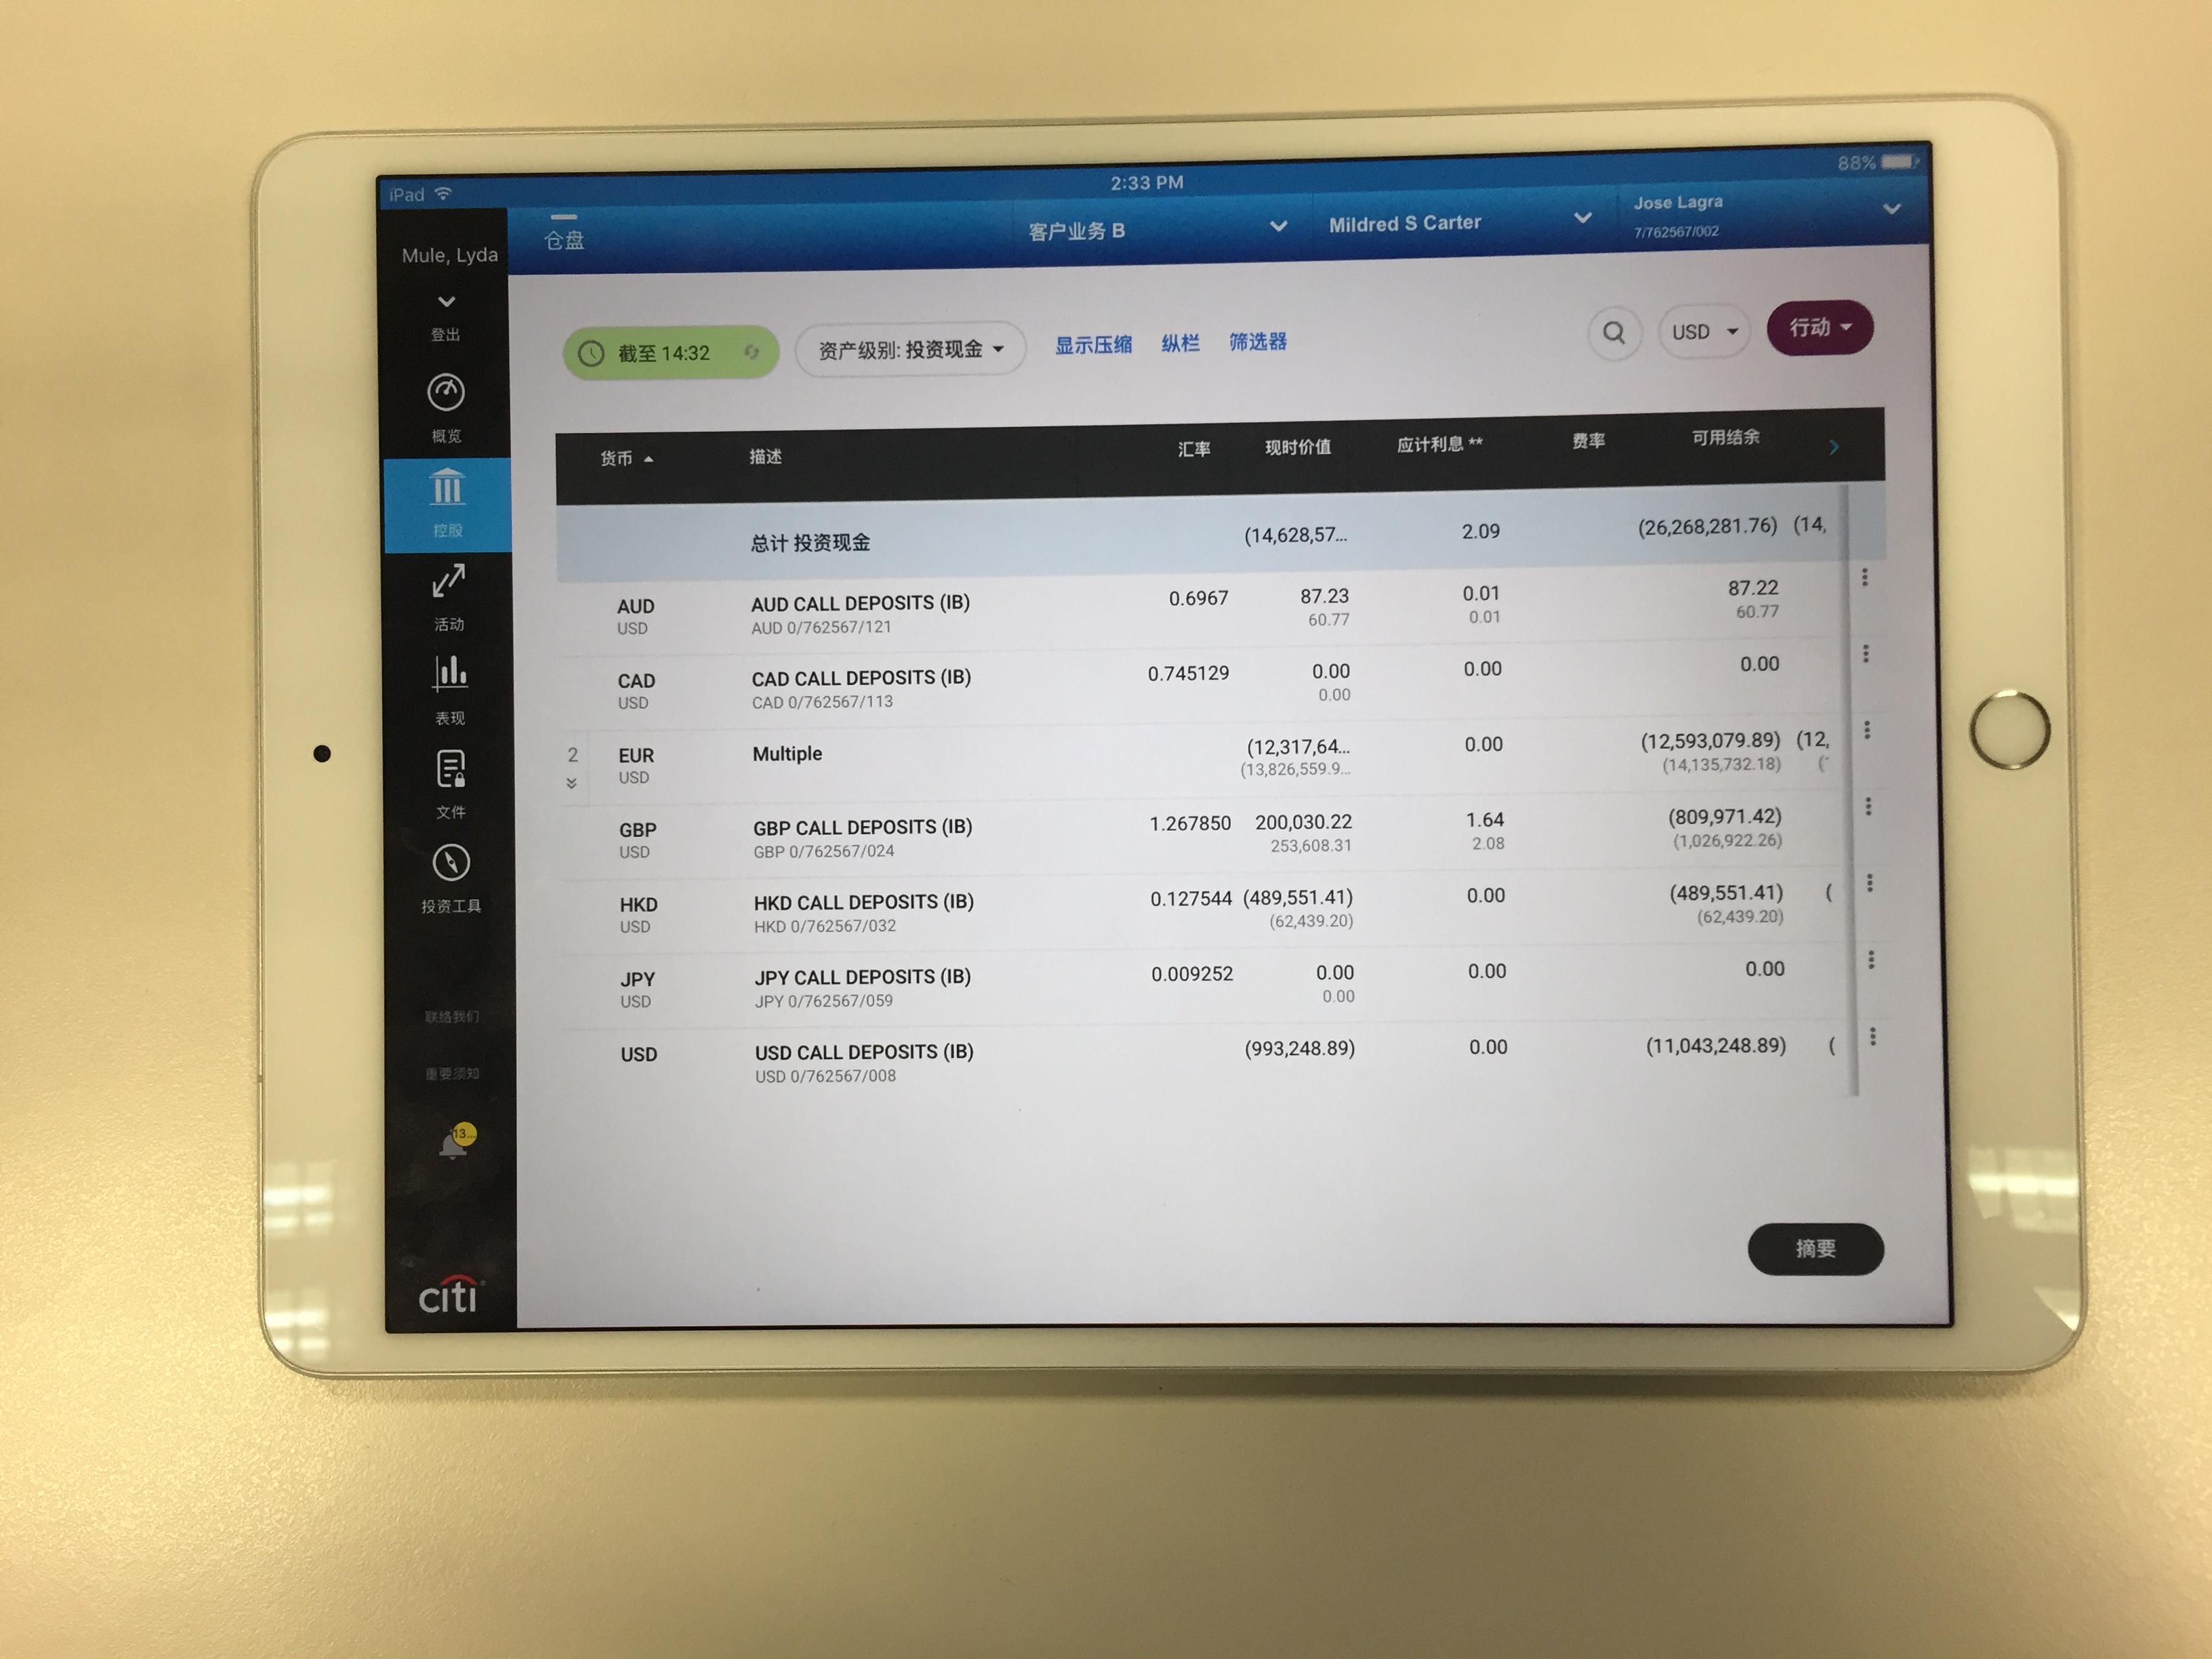 iPad
2:33 PM
88%
Mule, Lyda
登出
概览
控股
活动
表现
文件
投资工具
联络我们
重要须知
13...
citi
仓盘
客户业务 B
Mildred S Carter
Jose Lagra
7/762567/002
截至 14:32
资产级别: 投资现金
显示压缩
纵栏
筛选器
USD
行动
货币 描述 汇率 现时价值 应计利息 ** 费率 可用结余
总计 投资现金 (14,628,57... 2.09 (26,268,281.76) (14,
AUD AUD CALL DEPOSITS (IB) 0.6967 87.23 0.01 87.22
USD AUD 0/762567/121 60.77 0.01 60.77
CAD CAD CALL DEPOSITS (IB) 0.745129 0.00 0.00 0.00
USD CAD 0/762567/113 0.00
2 EUR Multiple (12,317,64... 0.00 (12,593,079.89) (12,
USD (13,826,559.9... (14,135,732.18) (
GBP GBP CALL DEPOSITS (IB) 1.267850 200,030.22 1.64 (809,971.42)
USD GBP 0/762567/024 253,608.31 2.08 (1,026,922.26)
HKD HKD CALL DEPOSITS (IB) 0.127544 (489,551.41) 0.00 (489,551.41) (
USD HKD 0/762567/032 (62,439.20) (62,439.20)
JPY JPY CALL DEPOSITS (IB) 0.009252 0.00 0.00 0.00
USD JPY 0/762567/059 0.00
USD USD CALL DEPOSITS (IB) (993,248.89) 0.00 (11,043,248.89) (
USD 0/762567/008
摘要